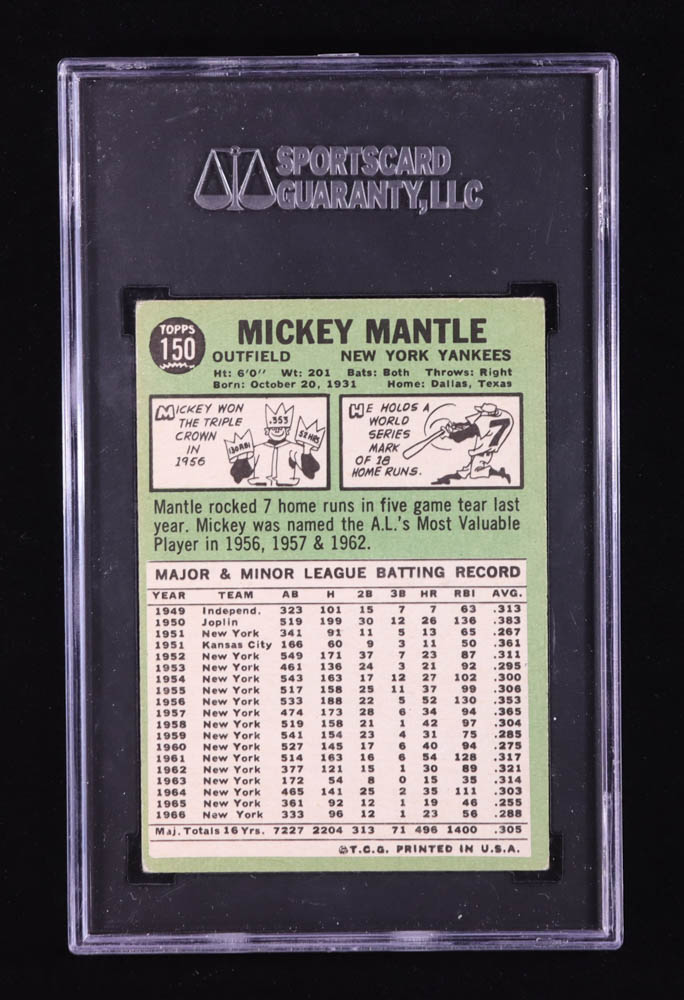 SPORTSCARD
GUARANTY, LLC
TOPPS
150
MICKEY MANTLE
OUTFIELD NEW YORK YANKEES
Ht: 6'0" Wt: 201 Bats: Both Throws: Right
Born: October 20, 1931 Home: Dallas, Texas
MICKEY WON
THE TRIPLE
CROWN
IN
1956
.353
130 RBI
52 HRS
HE HOLDS A
WORLD
SERIES
MARK
OF 18
HOME RUNS.
7
Mantle rocked 7 home runs in five game tear last
year. Mickey was named the A.L.'s Most Valuable
Player in 1956, 1957 & 1962.
MAJOR & MINOR LEAGUE BATTING RECORD
YEAR TEAM AB H 2B 3B HR RBI AVG.
1949 Independ. 323 101 15 7 7 63 .313
1950 Joplin 519 199 30 12 26 136 .383
1951 New York 341 91 11 5 13 65 .267
1951 Kansas City 166 60 9 3 11 50 .361
1952 New York 549 171 37 7 23 87 .311
1953 New York 461 136 24 3 21 92 .295
1954 New York 543 163 17 12 27 102 .300
1955 New York 517 158 25 11 37 99 .306
1956 New York 533 188 22 5 52 130 .353
1957 New York 474 173 28 6 34 94 .365
1958 New York 519 158 21 1 42 97 .304
1959 New York 541 154 23 4 31 75 .285
1960 New York 527 145 17 6 40 94 .275
1961 New York 514 163 16 6 54 128 .317
1962 New York 377 121 15 1 30 89 .321
1963 New York 172 54 8 0 15 35 .314
1964 New York 465 141 25 2 35 111 .303
1965 New York 361 92 12 1 19 46 .255
1966 New York 333 96 12 1 23 56 .288
Maj. Totals 16 Yrs. 7227 2204 313 71 496 1400 .305
©T.C.G. PRINTED IN U.S.A.